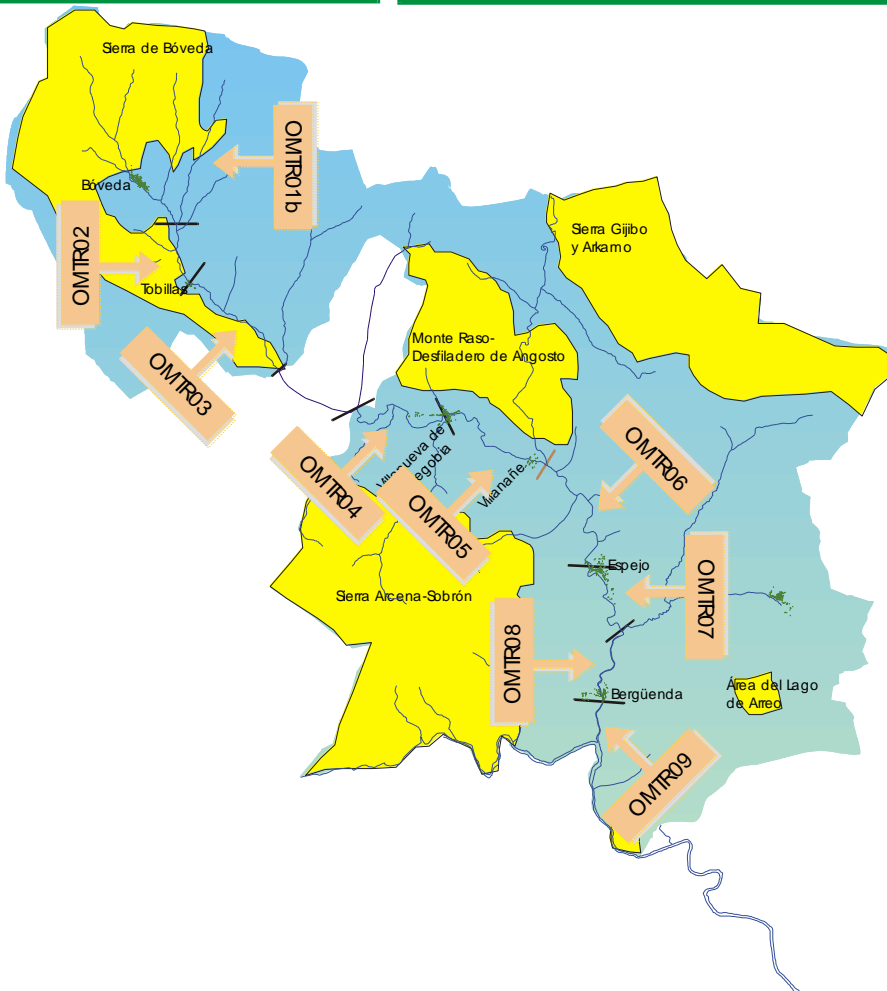 Sierra de Bóveda
OMTR01b
Bóveda
OMTR02
Tobillas
OMTR03
Sierra Gijibo
y Arkamo
Monte Raso-
Desfiladero de Angosto
Villanueva de
OMTR04
OMTR05
Villanañe
OMTR06
Espejo
OMTR07
Sierra Arcena-Sobrón
OMTR08
Bergüenda
Área del Lago
de Arreo
OMTR09